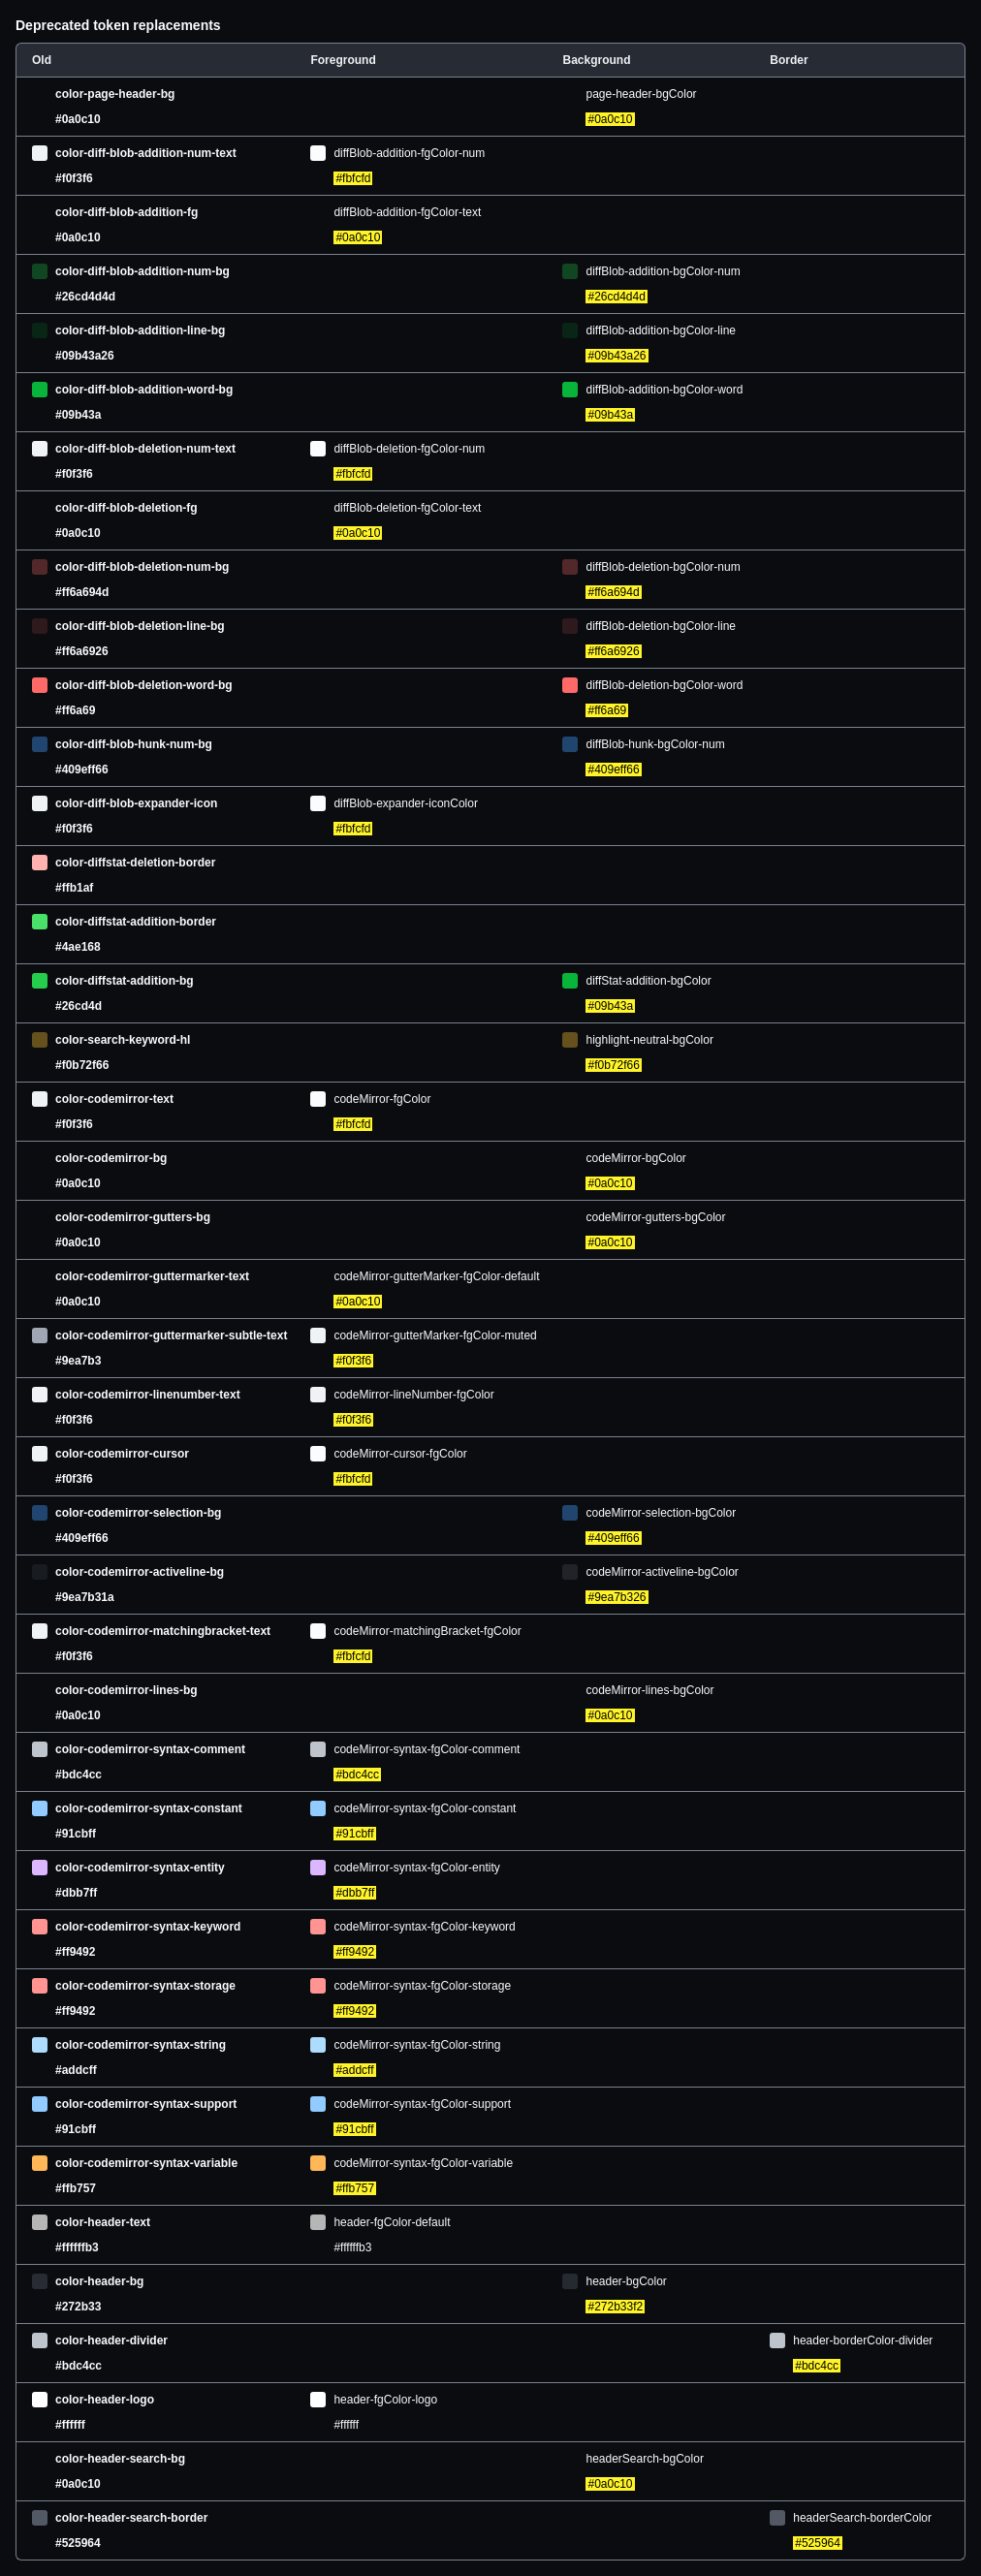 Deprecated token replacements
Old Foreground Background Border
color-page-header-bg page-header-bgColor
#0a0c10 #0a0c10
color-diff-blob-addition-num-text diffBlob-addition-fgColor-num
#f0f3f6 #fbfcfd
color-diff-blob-addition-fg diffBlob-addition-fgColor-text
#0a0c10 #0a0c10
color-diff-blob-addition-num-bg diffBlob-addition-bgColor-num
#26cd4d4d #26cd4d4d
color-diff-blob-addition-line-bg diffBlob-addition-bgColor-line
#09b43a26 #09b43a26
color-diff-blob-addition-word-bg diffBlob-addition-bgColor-word
#09b43a #09b43a
color-diff-blob-deletion-num-text diffBlob-deletion-fgColor-num
#f0f3f6 #fbfcfd
color-diff-blob-deletion-fg diffBlob-deletion-fgColor-text
#0a0c10 #0a0c10
color-diff-blob-deletion-num-bg diffBlob-deletion-bgColor-num
#ff6a694d #ff6a694d
color-diff-blob-deletion-line-bg diffBlob-deletion-bgColor-line
#ff6a6926 #ff6a6926
color-diff-blob-deletion-word-bg diffBlob-deletion-bgColor-word
#ff6a69 #ff6a69
color-diff-blob-hunk-num-bg diffBlob-hunk-bgColor-num
#409eff66 #409eff66
color-diff-blob-expander-icon diffBlob-expander-iconColor
#f0f3f6 #fbfcfd
color-diffstat-deletion-border
#ffb1af
color-diffstat-addition-border
#4ae168
color-diffstat-addition-bg diffStat-addition-bgColor
#26cd4d #09b43a
color-search-keyword-hl highlight-neutral-bgColor
#f0b72f66 #f0b72f66
color-codemirror-text codeMirror-fgColor
#f0f3f6 #fbfcfd
color-codemirror-bg codeMirror-bgColor
#0a0c10 #0a0c10
color-codemirror-gutters-bg codeMirror-gutters-bgColor
#0a0c10 #0a0c10
color-codemirror-guttermarker-text codeMirror-gutterMarker-fgColor-default
#0a0c10 #0a0c10
color-codemirror-guttermarker-subtle-text codeMirror-gutterMarker-fgColor-muted
#9ea7b3 #f0f3f6
color-codemirror-linenumber-text codeMirror-lineNumber-fgColor
#f0f3f6 #f0f3f6
color-codemirror-cursor codeMirror-cursor-fgColor
#f0f3f6 #fbfcfd
color-codemirror-selection-bg codeMirror-selection-bgColor
#409eff66 #409eff66
color-codemirror-activeline-bg codeMirror-activeline-bgColor
#9ea7b31a #9ea7b326
color-codemirror-matchingbracket-text codeMirror-matchingBracket-fgColor
#f0f3f6 #fbfcfd
color-codemirror-lines-bg codeMirror-lines-bgColor
#0a0c10 #0a0c10
color-codemirror-syntax-comment codeMirror-syntax-fgColor-comment
#bdc4cc #bdc4cc
color-codemirror-syntax-constant codeMirror-syntax-fgColor-constant
#91cbff #91cbff
color-codemirror-syntax-entity codeMirror-syntax-fgColor-entity
#dbb7ff #dbb7ff
color-codemirror-syntax-keyword codeMirror-syntax-fgColor-keyword
#ff9492 #ff9492
color-codemirror-syntax-storage codeMirror-syntax-fgColor-storage
#ff9492 #ff9492
color-codemirror-syntax-string codeMirror-syntax-fgColor-string
#addcff #addcff
color-codemirror-syntax-support codeMirror-syntax-fgColor-support
#91cbff #91cbff
color-codemirror-syntax-variable codeMirror-syntax-fgColor-variable
#ffb757 #ffb757
color-header-text header-fgColor-default
#ffffffb3 #ffffffb3
color-header-bg header-bgColor
#272b33 #272b33f2
color-header-divider header-borderColor-divider
#bdc4cc #bdc4cc
color-header-logo header-fgColor-logo
#ffffff #ffffff
color-header-search-bg headerSearch-bgColor
#0a0c10 #0a0c10
color-header-search-border headerSearch-borderColor
#525964 #525964